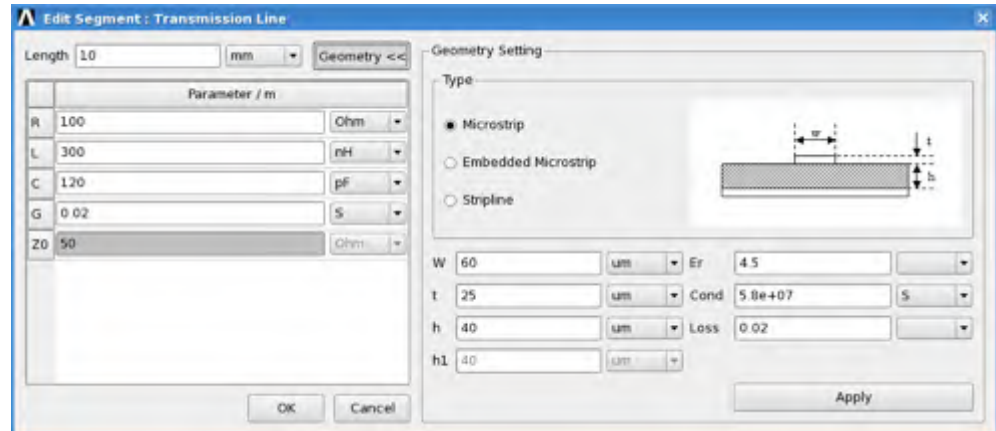 Edit Segment : Transmission Line
Length 10 mm Geometry <<
Parameter / m
R 100 Ohm
L 300 nH
C 120 pF
G 0.02 S
Z0 50 Ohm
OK Cancel
Geometry Setting
Type
Microstrip
Embedded Microstrip
Stripline
w
t
h
W 60 um Er 4.5
t 25 um Cond 5.8e+07 S
h 40 um Loss 0.02
h1 40 um
Apply